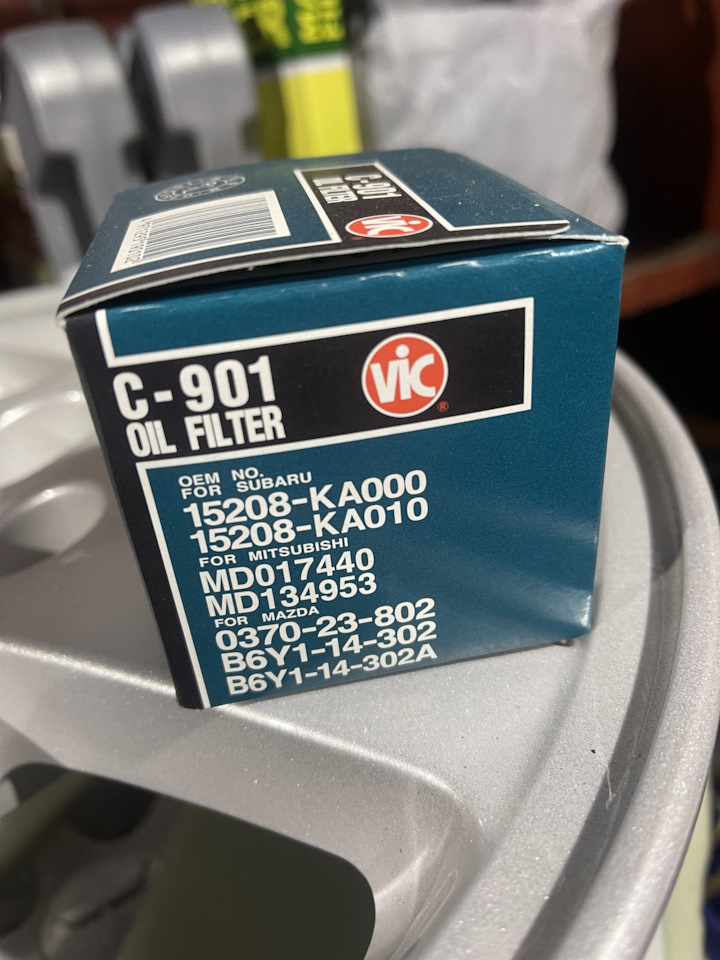 C-901
OIL FILTER
VIC
C-901
OIL FILTER
VIC
®
OEM NO.
FOR SUBARU
15208-KA000
15208-KA010
FOR MITSUBISHI
MD017440
MD134953
FOR MAZDA
0370-23-802
B6Y1-14-302
B6Y1-14-302A